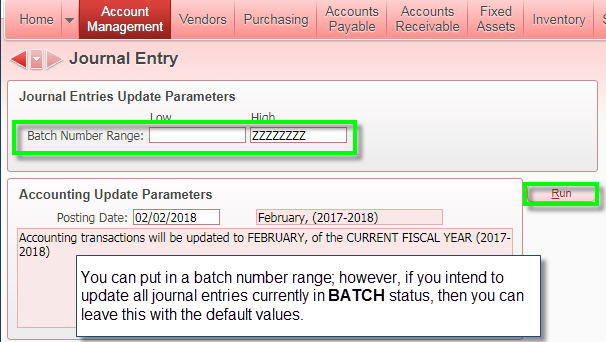 Home
Account Management
Vendors
Purchasing
Accounts Payable
Accounts Receivable
Fixed Assets
Inventory
Journal Entry
Journal Entries Update Parameters
Low High
Batch Number Range: ZZZZZZZZ
Accounting Update Parameters
Run
Posting Date: 02/02/2018 February, (2017-2018)
Accounting transactions will be updated to FEBRUARY, of the CURRENT FISCAL YEAR (2017-
2018)
You can put in a batch number range; however, if you intend to
update all journal entries currently in BATCH status, then you can
leave this with the default values.